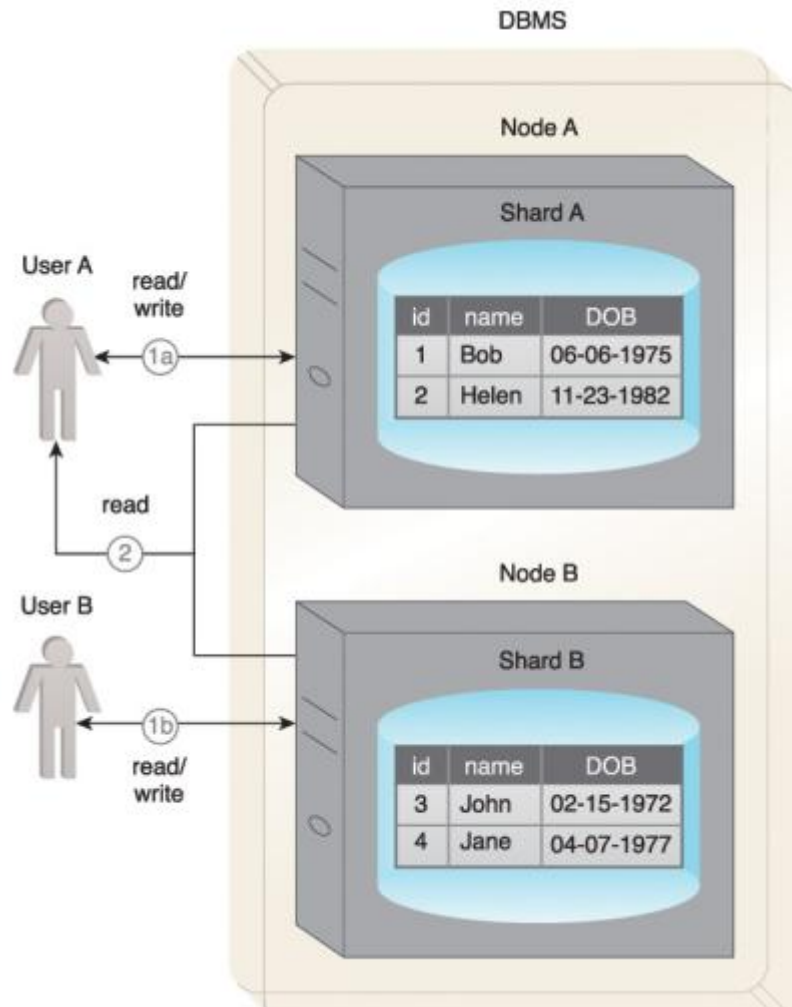 DBMS
Node A
Shard A
User A
read/
write
1a
id name DOB
1 Bob 06-06-1975
2 Helen 11-23-1982
read
2
Node B
User B
Shard B
1b
read/
write
id name DOB
3 John 02-15-1972
4 Jane 04-07-1977